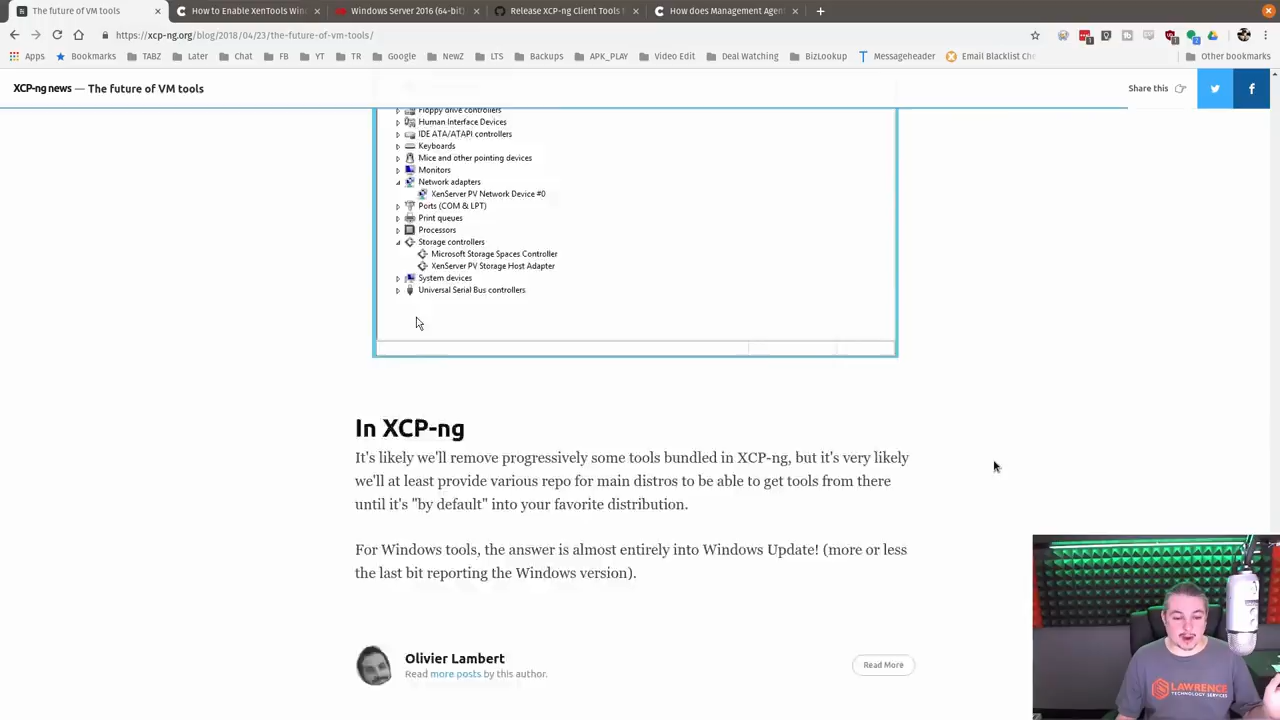 The future of VM tools
How to Enable XenTools Win
Windows Server 2016 (64-bit)
Release XCP-ng Client Tools f
How does Management Agen
https://xcp-ng.org/blog/2018/04/23/the-future-of-vm-tools/
Apps Bookmarks TABZ Later Chat FB YT TR Google NewZ LTS Backups APK_PLAY Video Edit Deal Watching BizLookup Messageheader Email Blacklist Che Other bookmarks
XCP-ng news — The future of VM tools
Share this
Floppy drive controllers
Human Interface Devices
IDE ATA/ATAPI controllers
Keyboards
Mice and other pointing devices
Monitors
Network adapters
XenServer PV Network Device #0
Ports (COM & LPT)
Print queues
Processors
Storage controllers
Microsoft Storage Spaces Controller
XenServer PV Storage Host Adapter
System devices
Universal Serial Bus controllers
In XCP-ng
It's likely we'll remove progressively some tools bundled in XCP-ng, but it's very likely
we'll at least provide various repo for main distros to be able to get tools from there
until it's "by default" into your favorite distribution.
For Windows tools, the answer is almost entirely into Windows Update! (more or less
the last bit reporting the Windows version).
Olivier Lambert
Read more posts by this author.
Read More
LAWRENCE
TECHNOLOGY SERVICES